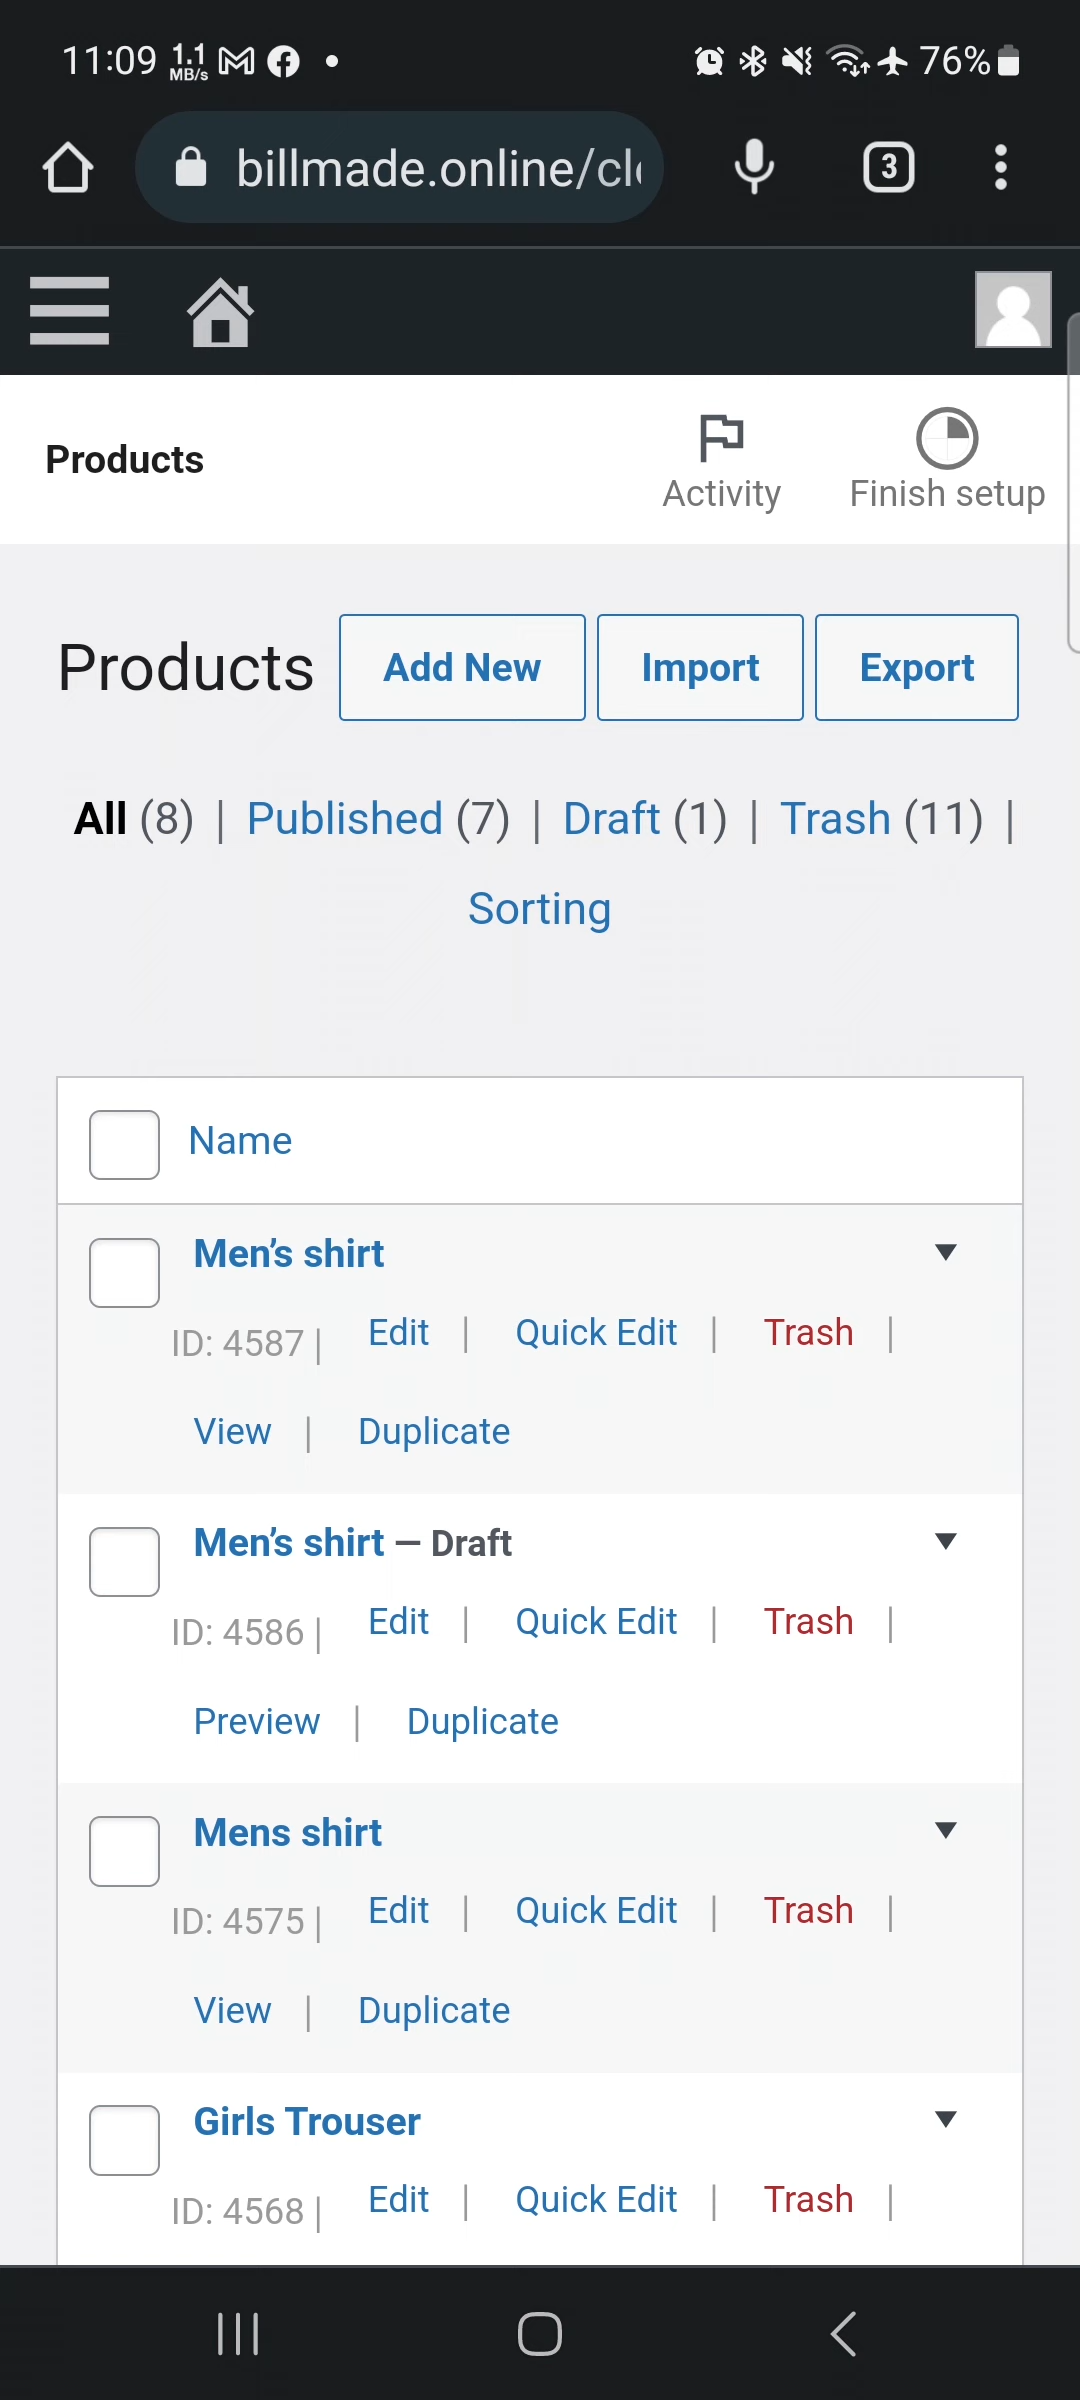 11:09 1.1 MB/s 76%
billmade.online/cl
3
Products
Activity
Finish setup
Products Add New Import Export
All (8) | Published (7) | Draft (1) | Trash (11) |
Sorting
Name
Men’s shirt
ID: 4587 | Edit | Quick Edit | Trash |
View | Duplicate
Men’s shirt — Draft
ID: 4586 | Edit | Quick Edit | Trash |
Preview | Duplicate
Mens shirt
ID: 4575 | Edit | Quick Edit | Trash |
View | Duplicate
Girls Trouser
ID: 4568 | Edit | Quick Edit | Trash |